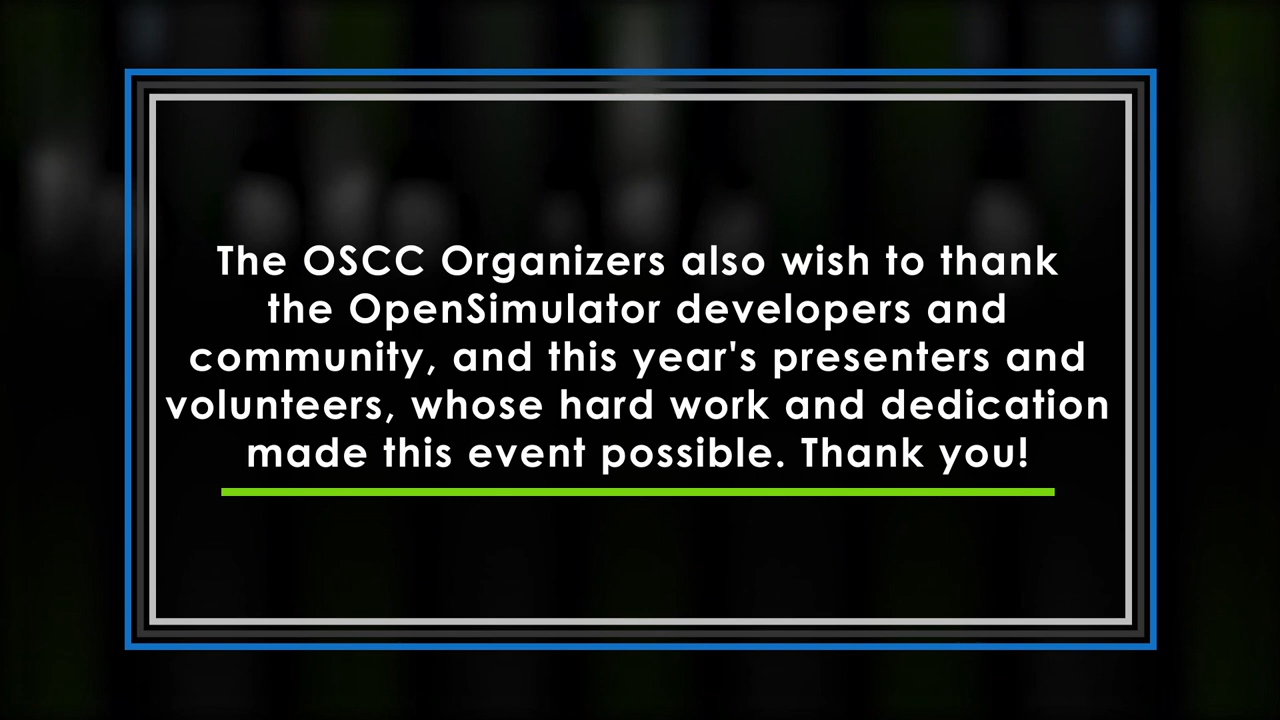 The OSCC Organizers also wish to thank
the OpenSimulator developers and
community, and this year's presenters and
volunteers, whose hard work and dedication
made this event possible. Thank you!